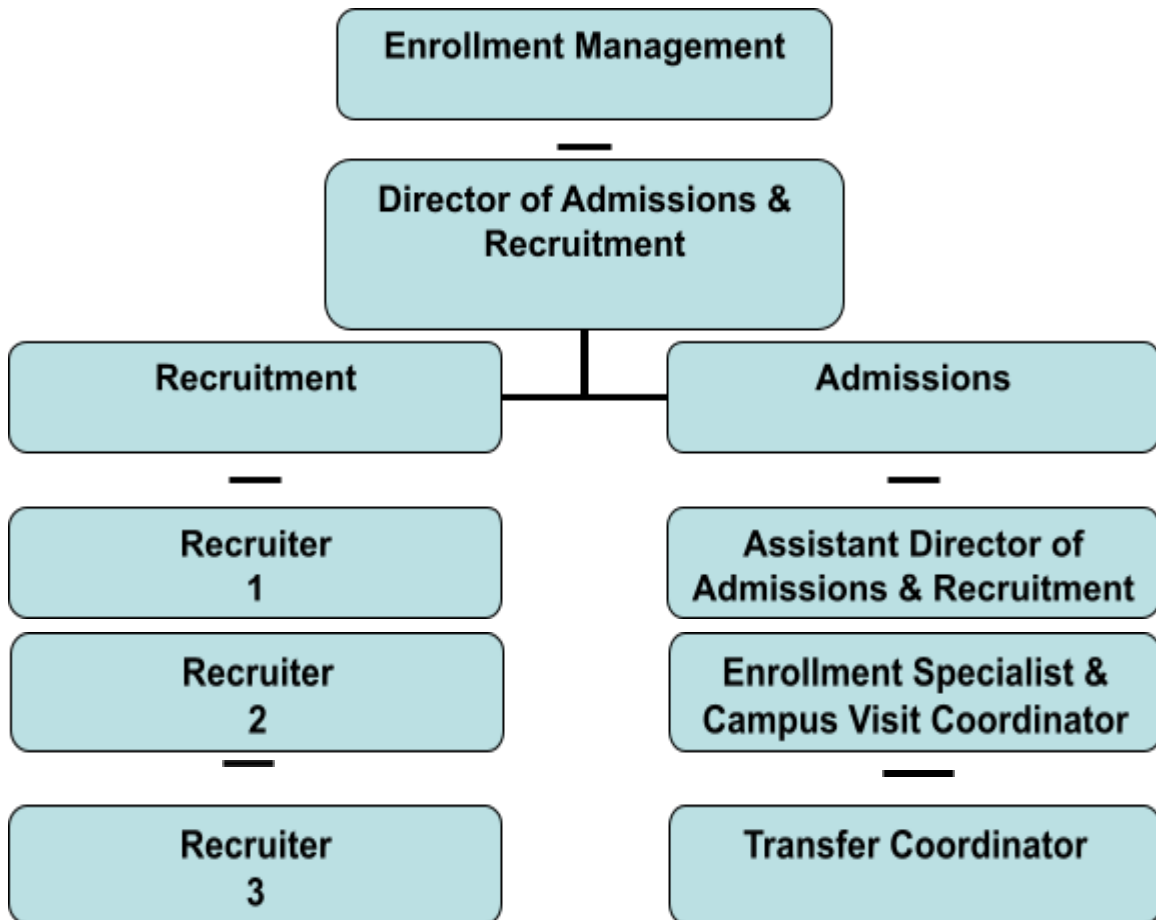 Enrollment Management
Director of Admissions &
Recruitment
Recruitment
Admissions
Recruiter
1
Assistant Director of
Admissions & Recruitment
Recruiter
2
Enrollment Specialist &
Campus Visit Coordinator
Recruiter
3
Transfer Coordinator